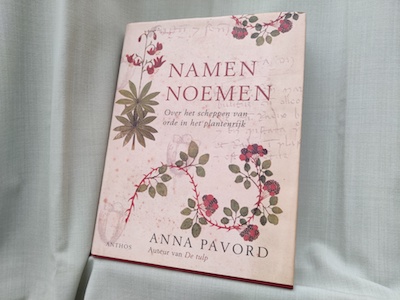 NAMEN
NOEMEN
Over het scheppen van
orde in het plantenrijk
ANNA PAVORD
ANTHOS
Auteur van De tulp